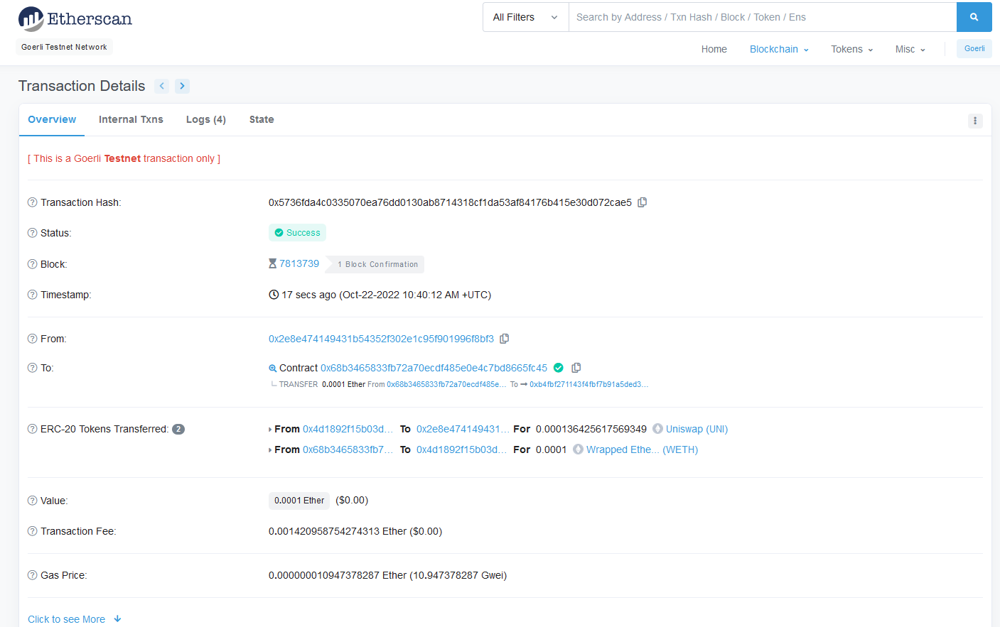 Etherscan
All Filters
Search by Address / Txn Hash / Block / Token / Ens
Goerli Testnet Network
Home Blockchain Tokens Misc Goerli
Transaction Details
Overview Internal Txns Logs (4) State
[ This is a Goerli Testnet transaction only ]
Transaction Hash: 0x5736fda4c0335070ea76dd0130ab8714318cf1da53af84176b415e30d072cae5
Status: Success
Block: 7813739 1 Block Confirmation
Timestamp: 17 secs ago (Oct-22-2022 10:40:12 AM +UTC)
From: 0x2e8e474149431b54352f302e1c95f901996f8bf3
To: Contract 0x68b3465833fb72a70ecdf485e0e4c7bd8665fc45
TRANSFER 0.0001 Ether From 0x68b3465833fb72a70ecdf485e... To → 0xb4fbf271143f4fbf7b91a5ded3...
ERC-20 Tokens Transferred: 2 From 0x4d1892f15b03d... To 0x2e8e474149431... For 0.000136425617569349 Uniswap (UNI)
From 0x68b3465833fb7... To 0x4d1892f15b03d... For 0.0001 Wrapped Ethe... (WETH)
Value: 0.0001 Ether ($0.00)
Transaction Fee: 0.001420958754274313 Ether ($0.00)
Gas Price: 0.000000010947378287 Ether (10.947378287 Gwei)
Click to see More